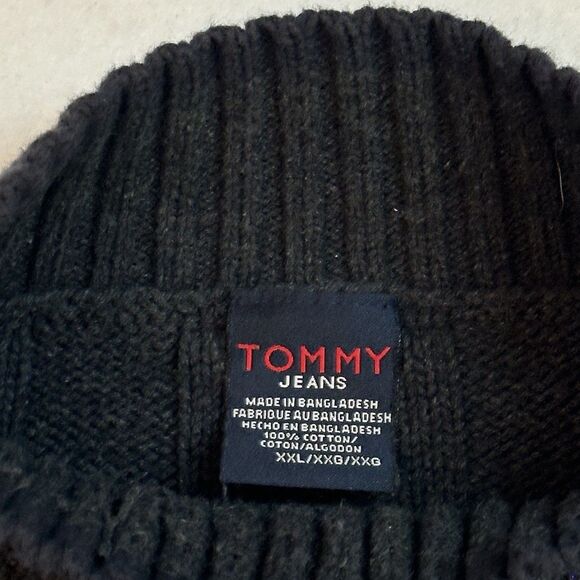 TOMMY
JEANS
MADE IN BANGLADESH
FABRIQUE AU BANGLADESH
HECHO EN BANGLADESH
100% COTTON/
COTON/ALGODON
XXL/XXG/XXG